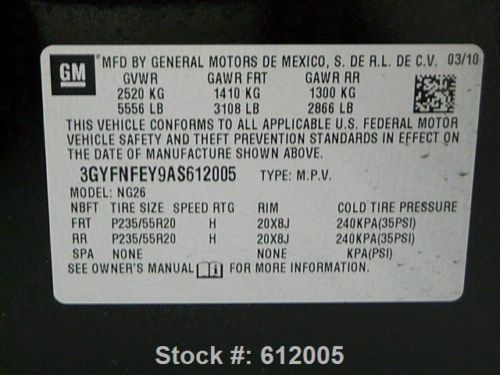 GM
MFD BY GENERAL MOTORS DE MEXICO, S. DE R.L. DE C.V. 03/10
GVWR GAWR FRT GAWR RR
2520 KG 1410 KG 1300 KG
5556 LB 3108 LB 2866 LB
THIS VEHICLE CONFORMS TO ALL APPLICABLE U.S. FEDERAL MOTOR
VEHICLE SAFETY AND THEFT PREVENTION STANDARDS IN EFFECT ON
THE DATE OF MANUFACTURE SHOWN ABOVE.
3GYFNFEY9AS612005 TYPE: M.P.V.
MODEL: NG26
NBFT TIRE SIZE SPEED RTG RIM COLD TIRE PRESSURE
FRT P235/55R20 H 20X8J 240KPA(35PSI)
RR P235/55R20 H 20X8J 240KPA(35PSI)
SPA NONE NONE KPA(PSI)
SEE OWNER'S MANUAL FOR MORE INFORMATION.
Stock #: 612005